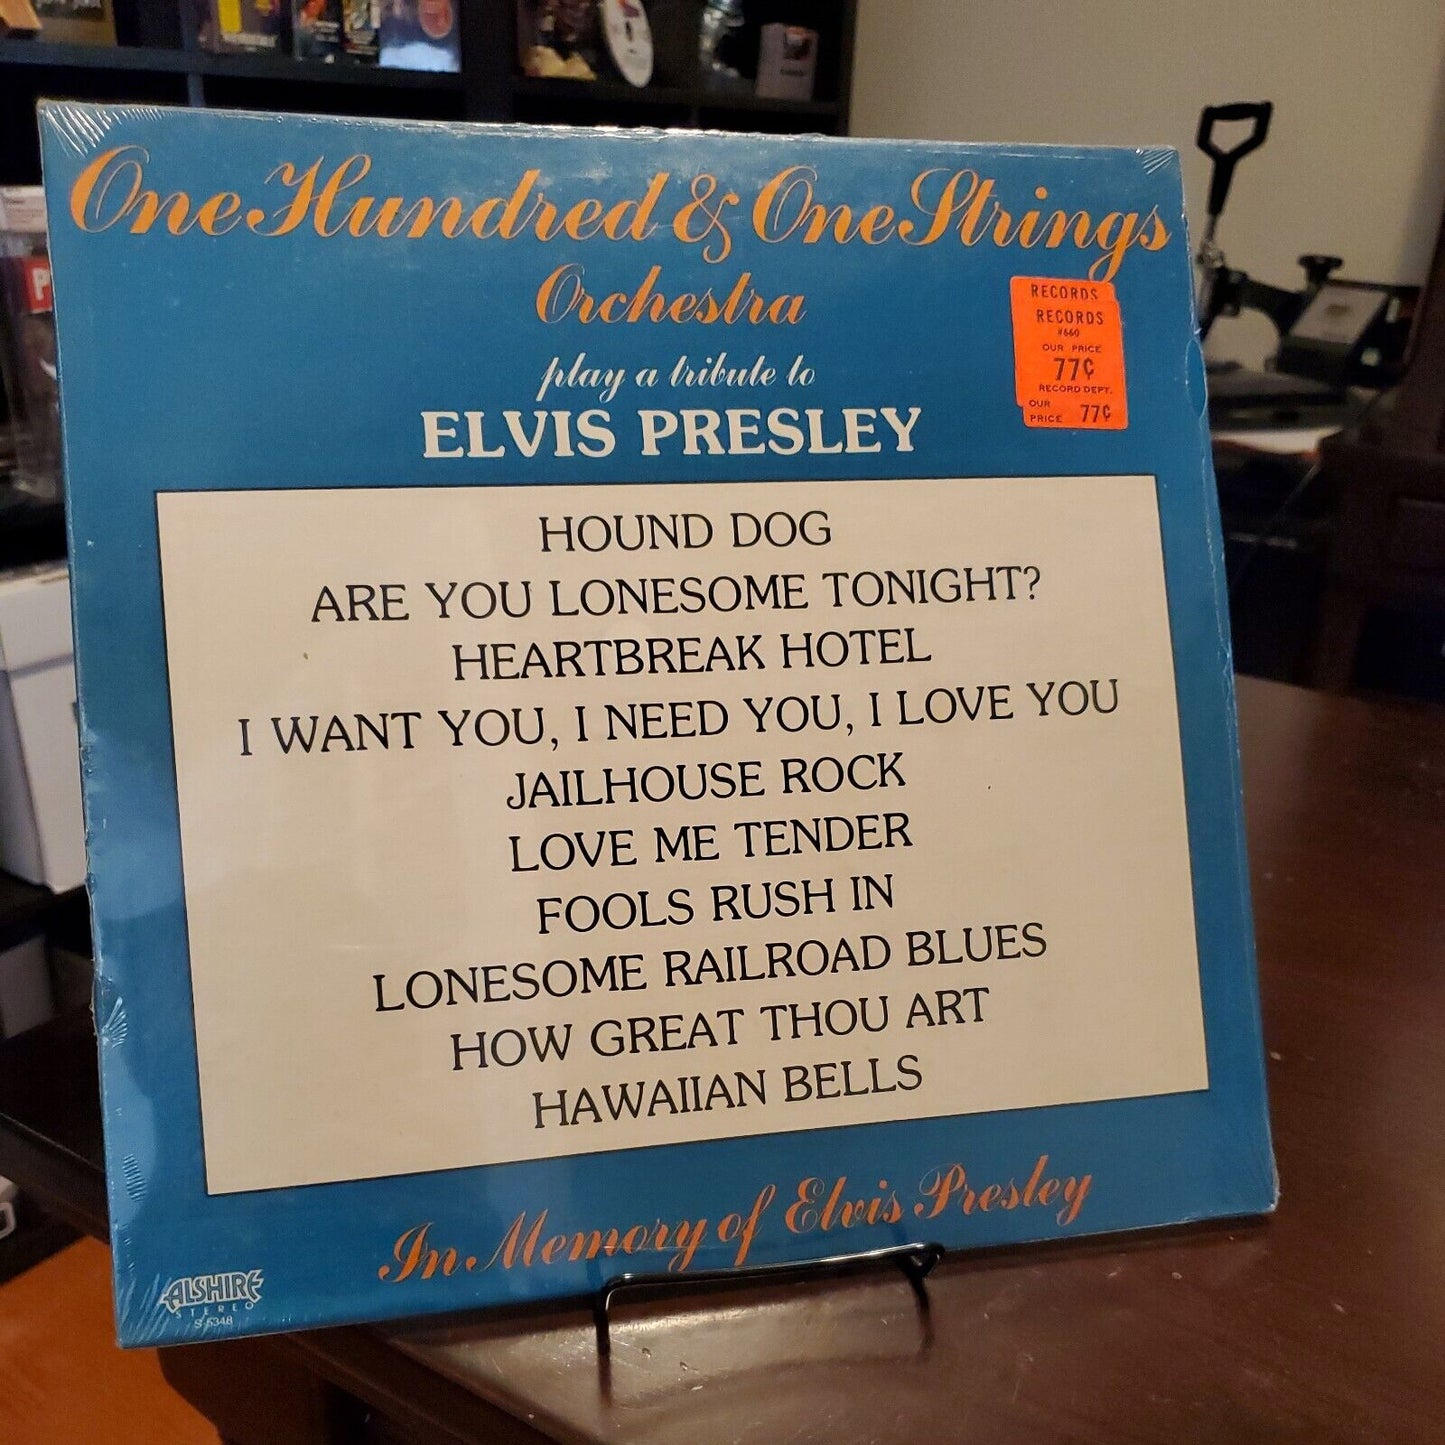 One Hundred & One Strings
Orchestra
play a tribute to
ELVIS PRESLEY
RECORDS
RECORDS
#660
OUR PRICE
77¢
RECORD DEPT.
OUR
PRICE 77¢
HOUND DOG
ARE YOU LONESOME TONIGHT?
HEARTBREAK HOTEL
I WANT YOU, I NEED YOU, I LOVE YOU
JAILHOUSE ROCK
LOVE ME TENDER
FOOLS RUSH IN
LONESOME RAILROAD BLUES
HOW GREAT THOU ART
HAWAIIAN BELLS
In Memory of Elvis Presley
ALSHIRE
STEREO
S-5348